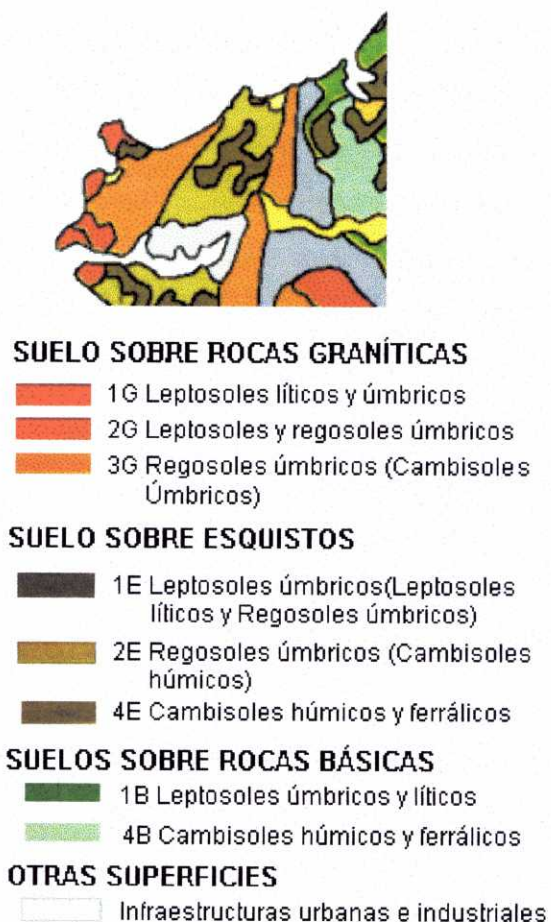 SUELO SOBRE ROCAS GRANÍTICAS
1G Leptosoles líticos y úmbricos
2G Leptosoles y regosoles úmbricos
3G Regosoles úmbricos (Cambisoles
Úmbricos)
SUELO SOBRE ESQUISTOS
1E Leptosoles úmbricos(Leptosoles
líticos y Regosoles úmbricos)
2E Regosoles úmbricos (Cambisoles
húmicos)
4E Cambisoles húmicos y ferrálicos
SUELOS SOBRE ROCAS BÁSICAS
1B Leptosoles úmbricos y líticos
4B Cambisoles húmicos y ferrálicos
OTRAS SUPERFICIES
Infraestructuras urbanas e industriales